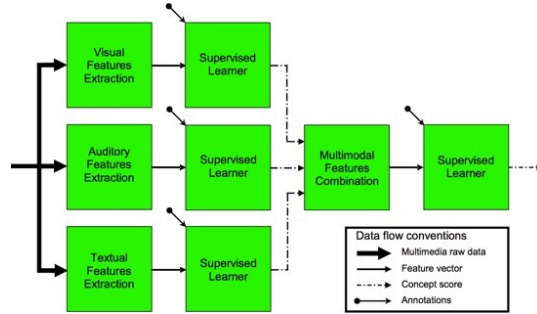 Visual
Features
Extraction
Supervised
Learner
Auditory
Features
Extraction
Supervised
Learner
Multimodal
Features
Combination
Supervised
Learner
Textual
Features
Extraction
Supervised
Learner
Data flow conventions
Multimedia raw data
Feature vector
Concept score
Annotations